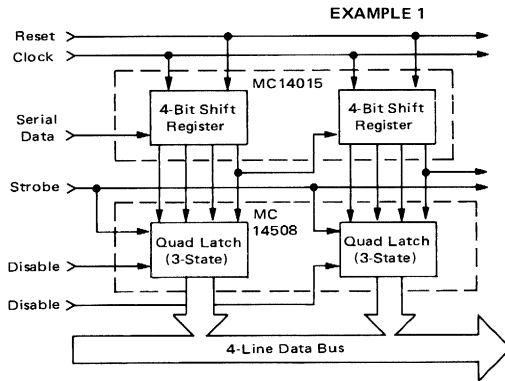 EXAMPLE 1
Reset
Clock
MC14015
4-Bit Shift
Register
4-Bit Shift
Register
Serial
Data
Strobe
MC
14508
Quad Latch
(3-State)
Quad Latch
(3-State)
Disable
Disable
4-Line Data Bus